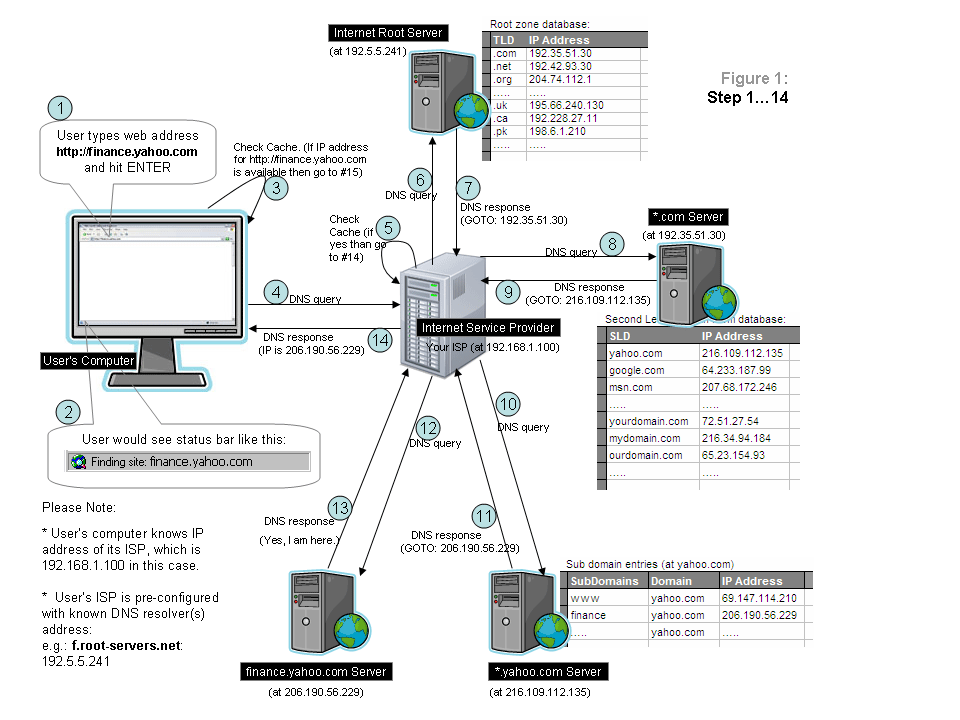 Internet Root Server
(at 192.5.5.241)
Root zone database:
TLD IP Address
.com 192.35.51.30
.net 192.42.93.30
.org 204.74.112.1
..... .....
.uk 195.66.240.130
.ca 192.228.27.11
.pk 198.6.1.210
..... .....
Figure 1:
Step 1...14
1
User types web address
http://finance.yahoo.com
and hit ENTER
Check Cache. (If IP address
for http://finance.yahoo.com
is available then go to #15)
3
6
DNS query
7
DNS response
(GOTO: 192.35.51.30)
Check
Cache (if
yes than go
to #14)
5
8
DNS query
*.com Server
(at 192.35.51.30)
9
DNS response
(GOTO: 216.109.112.135)
4
DNS query
DNS response
(IP is 206.190.56.229)
14
Internet Service Provider
Your ISP (at 192.168.1.100)
Second Le
main database:
SLD IP Address
yahoo.com 216.109.112.135
google.com 64.233.187.99
msn.com 207.68.172.246
..... .....
yourdomain.com 72.51.27.54
mydomain.com 216.34.94.184
ourdomain.com 65.23.154.93
..... .....
User's Computer
2
User would see status bar like this:
Finding site: finance.yahoo.com
10
DNS query
12
DNS query
13
DNS response
(Yes, I am here.)
11
DNS response
(GOTO: 206.190.56.229)
Please Note:
* User's computer knows IP
address of its ISP, which is
192.168.1.100 in this case.
* User's ISP is pre-configured
with known DNS resolver(s)
address:
e.g.: f.root-servers.net:
192.5.5.241
Sub domain entries (at yahoo.com)
SubDomains Domain IP Address
www yahoo.com 69.147.114.210
finance yahoo.com 206.190.56.229
..... yahoo.com .....
finance.yahoo.com Server
(at 206.190.56.229)
*.yahoo.com Server
(at 216.109.112.135)